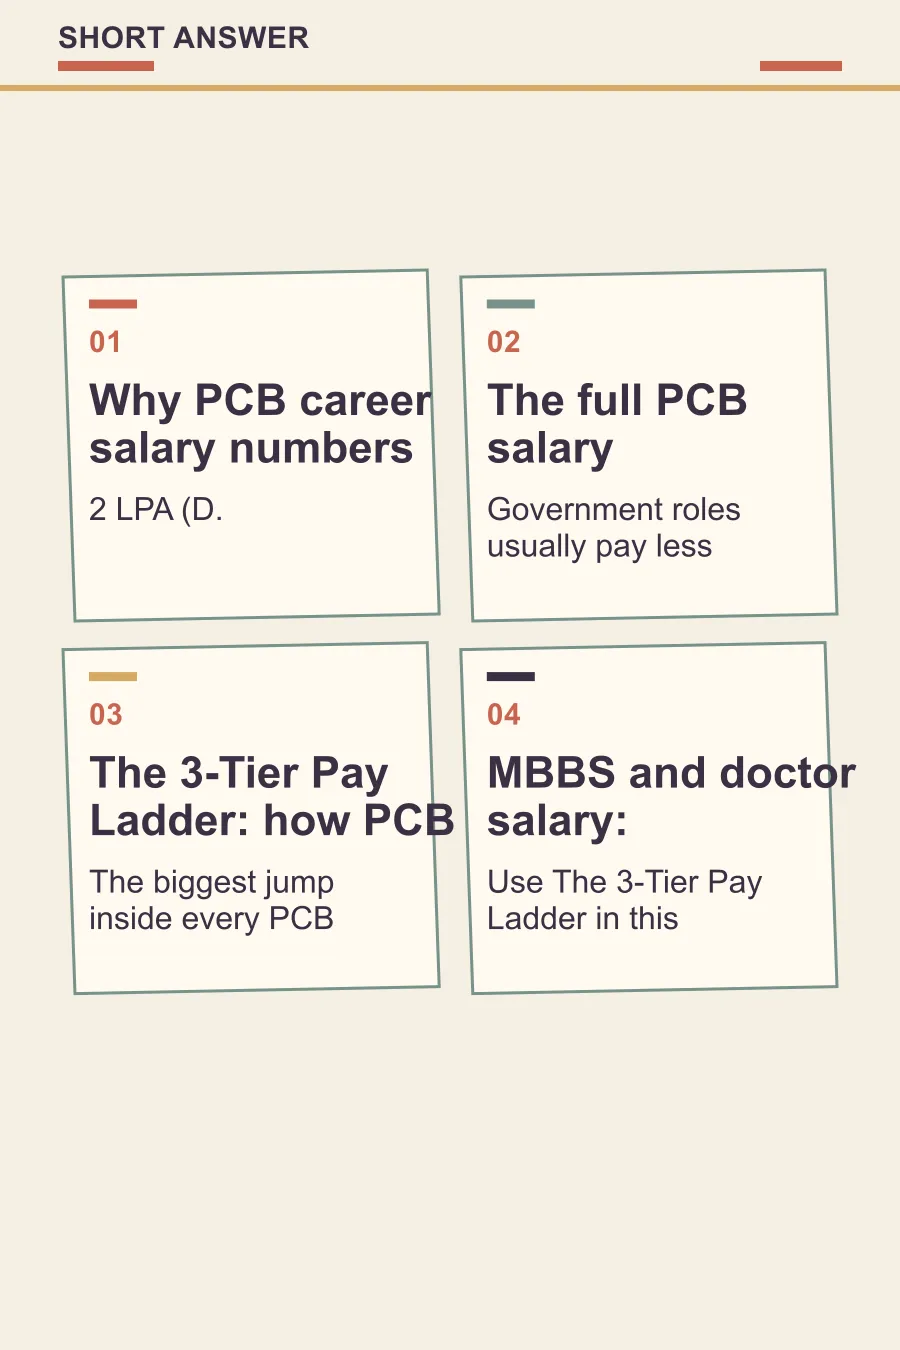 SHORT ANSWER
01
Why PCB career
salary numbers
2 LPA (D.
02
The full PCB
salary
Government roles
usually pay less
03
The 3-Tier Pay
Ladder: how PCB
The biggest jump
inside every PCB
04
MBBS and doctor
salary:
Use The 3-Tier Pay
Ladder in this